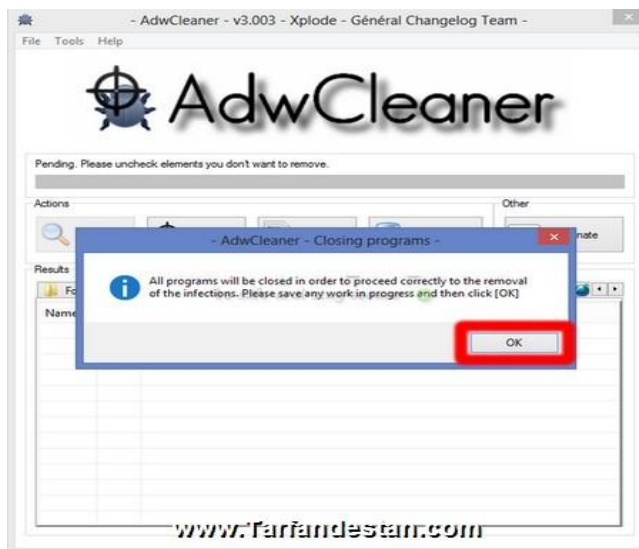 - AdwCleaner - v3.003 - Xplode - Général Changelog Team -
File Tools Help
AdwCleaner
Pending. Please uncheck elements you don't want to remove.
Actions
Other
- AdwCleaner - Closing programs -
Results
All programs will be closed in order to proceed correctly to the removal
of the infections. Please save any work in progress and then click [OK]
Name
OK
www.Tarfandestan.com